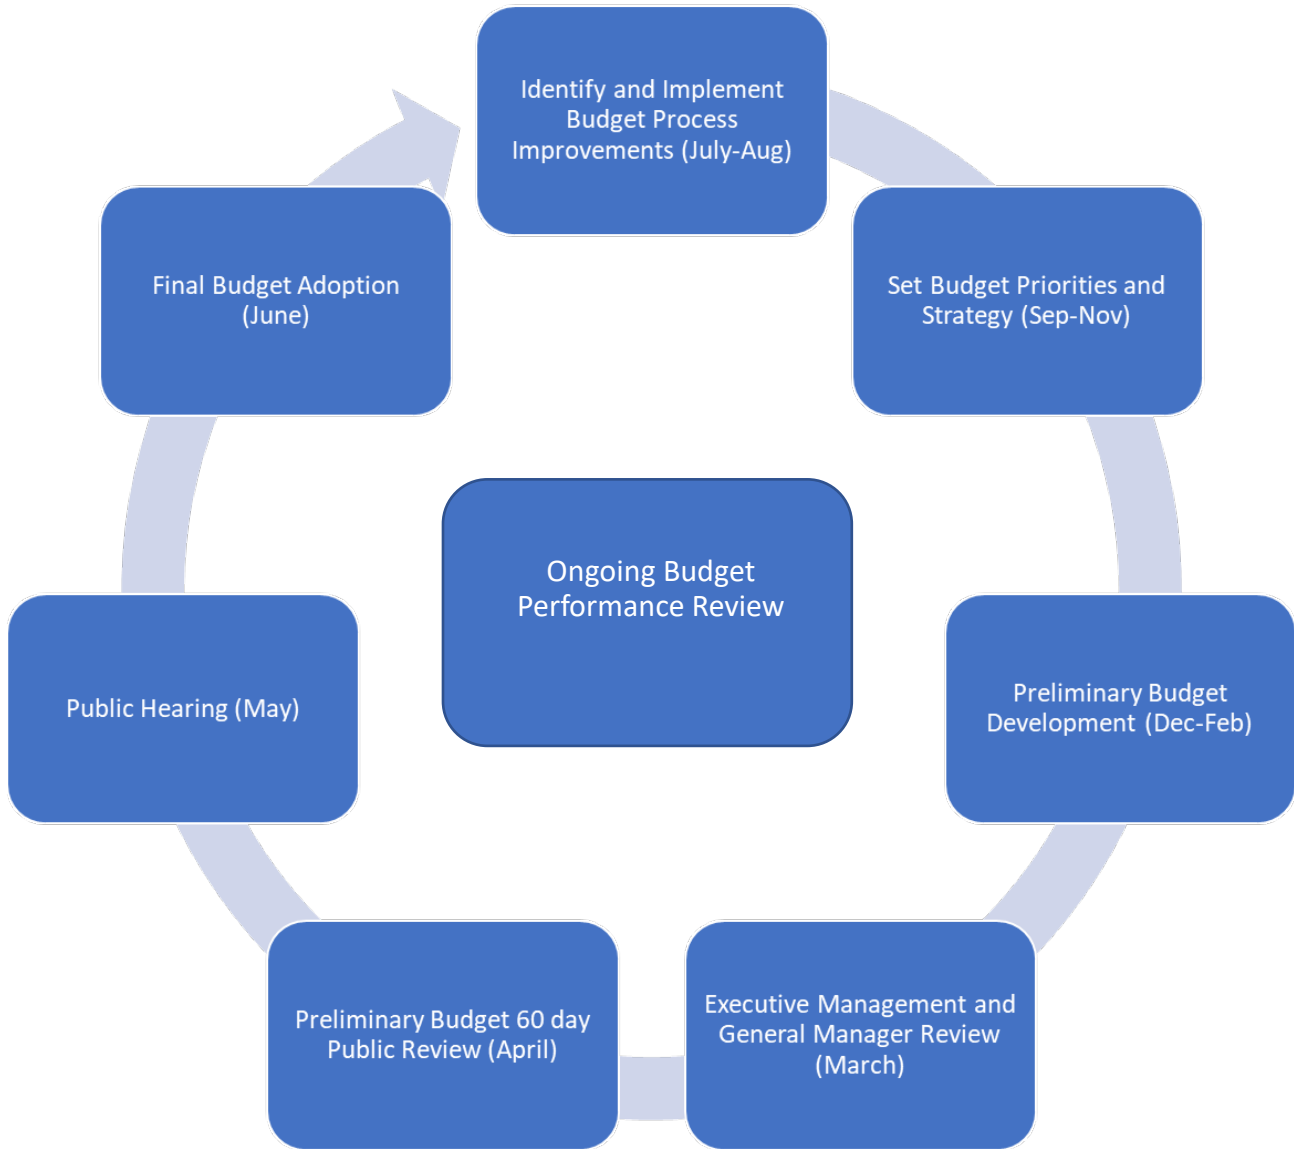 Identify and Implement
Budget Process
Improvements (July-Aug)
Set Budget Priorities and
Strategy (Sep-Nov)
Preliminary Budget
Development (Dec-Feb)
Executive Management and
General Manager Review
(March)
Preliminary Budget 60 day
Public Review (April)
Public Hearing (May)
Final Budget Adoption
(June)
Ongoing Budget
Performance Review